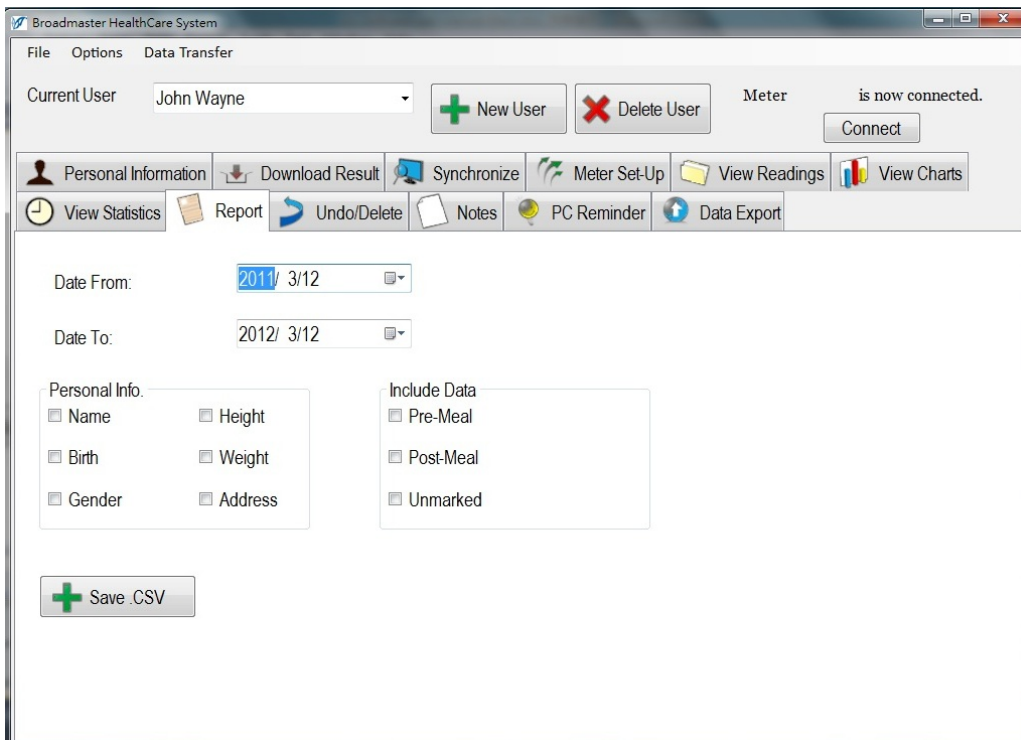 Broadmaster HealthCare System
File Options Data Transfer
Current User John Wayne New User Delete User Meter is now connected.
Connect
Personal Information Download Result Synchronize Meter Set-Up View Readings View Charts
View Statistics Report Undo/Delete Notes PC Reminder Data Export
Date From: 2011/ 3/12
Date To: 2012/ 3/12
Personal Info. Include Data
Name Height Pre-Meal
Birth Weight Post-Meal
Gender Address Unmarked
Save .CSV